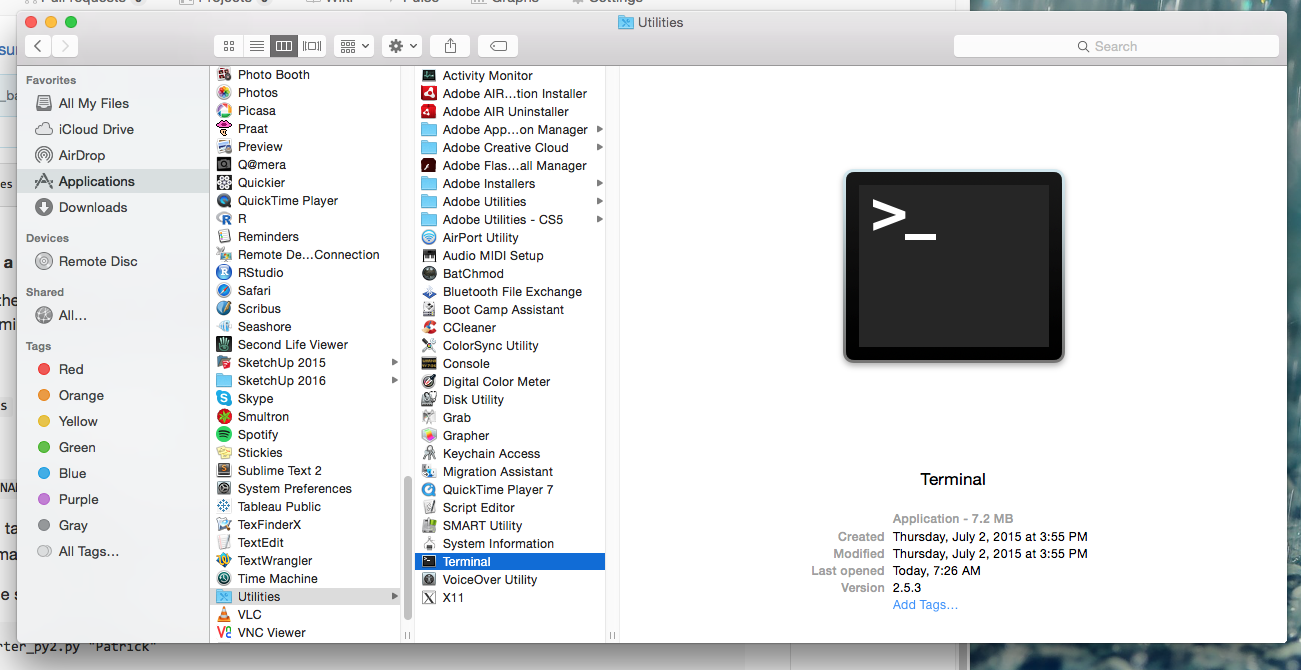 Utilities
Search
Favorites
All My Files
iCloud Drive
AirDrop
Applications
Downloads
Devices
Remote Disc
Shared
All...
Tags
Red
Orange
Yellow
Green
Blue
Purple
Gray
All Tags...
Photo Booth
Photos
Picasa
Praat
Preview
Q@mera
Quickier
QuickTime Player
R
Reminders
Remote De...Connection
RStudio
Safari
Scribus
Seashore
Second Life Viewer
SketchUp 2015
SketchUp 2016
Skype
Smultron
Spotify
Stickies
Sublime Text 2
System Preferences
Tableau Public
TexFinderX
TextEdit
TextWrangler
Time Machine
Utilities
VLC
VNC Viewer
Activity Monitor
Adobe AIR...tion Installer
Adobe AIR Uninstaller
Adobe App...on Manager
Adobe Creative Cloud
Adobe Flas...all Manager
Adobe Installers
Adobe Utilities
Adobe Utilities - CS5
AirPort Utility
Audio MIDI Setup
BatChmod
Bluetooth File Exchange
Boot Camp Assistant
CCleaner
ColorSync Utility
Console
Digital Color Meter
Disk Utility
Grab
Grapher
Keychain Access
Migration Assistant
QuickTime Player 7
Script Editor
SMART Utility
System Information
Terminal
VoiceOver Utility
X11
>_
Terminal
Application - 7.2 MB
Created Thursday, July 2, 2015 at 3:55 PM
Modified Thursday, July 2, 2015 at 3:55 PM
Last opened Today, 7:26 AM
Version 2.5.3
Add Tags...
rter_py2.py "Patrick"